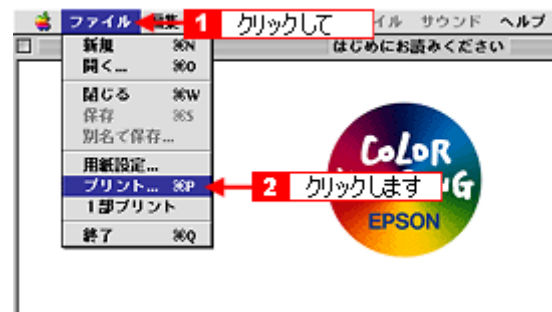 ファイル 編集 1 クリックして イル サウンド ヘルプ
はじめにお読みください
新規 ⌘N
開く... ⌘O
閉じる ⌘W
保存 ⌘S
別名で保存...
用紙設定...
プリント... ⌘P 2 クリックします
1部プリント
終了 ⌘Q
COLOR
NG
EPSON